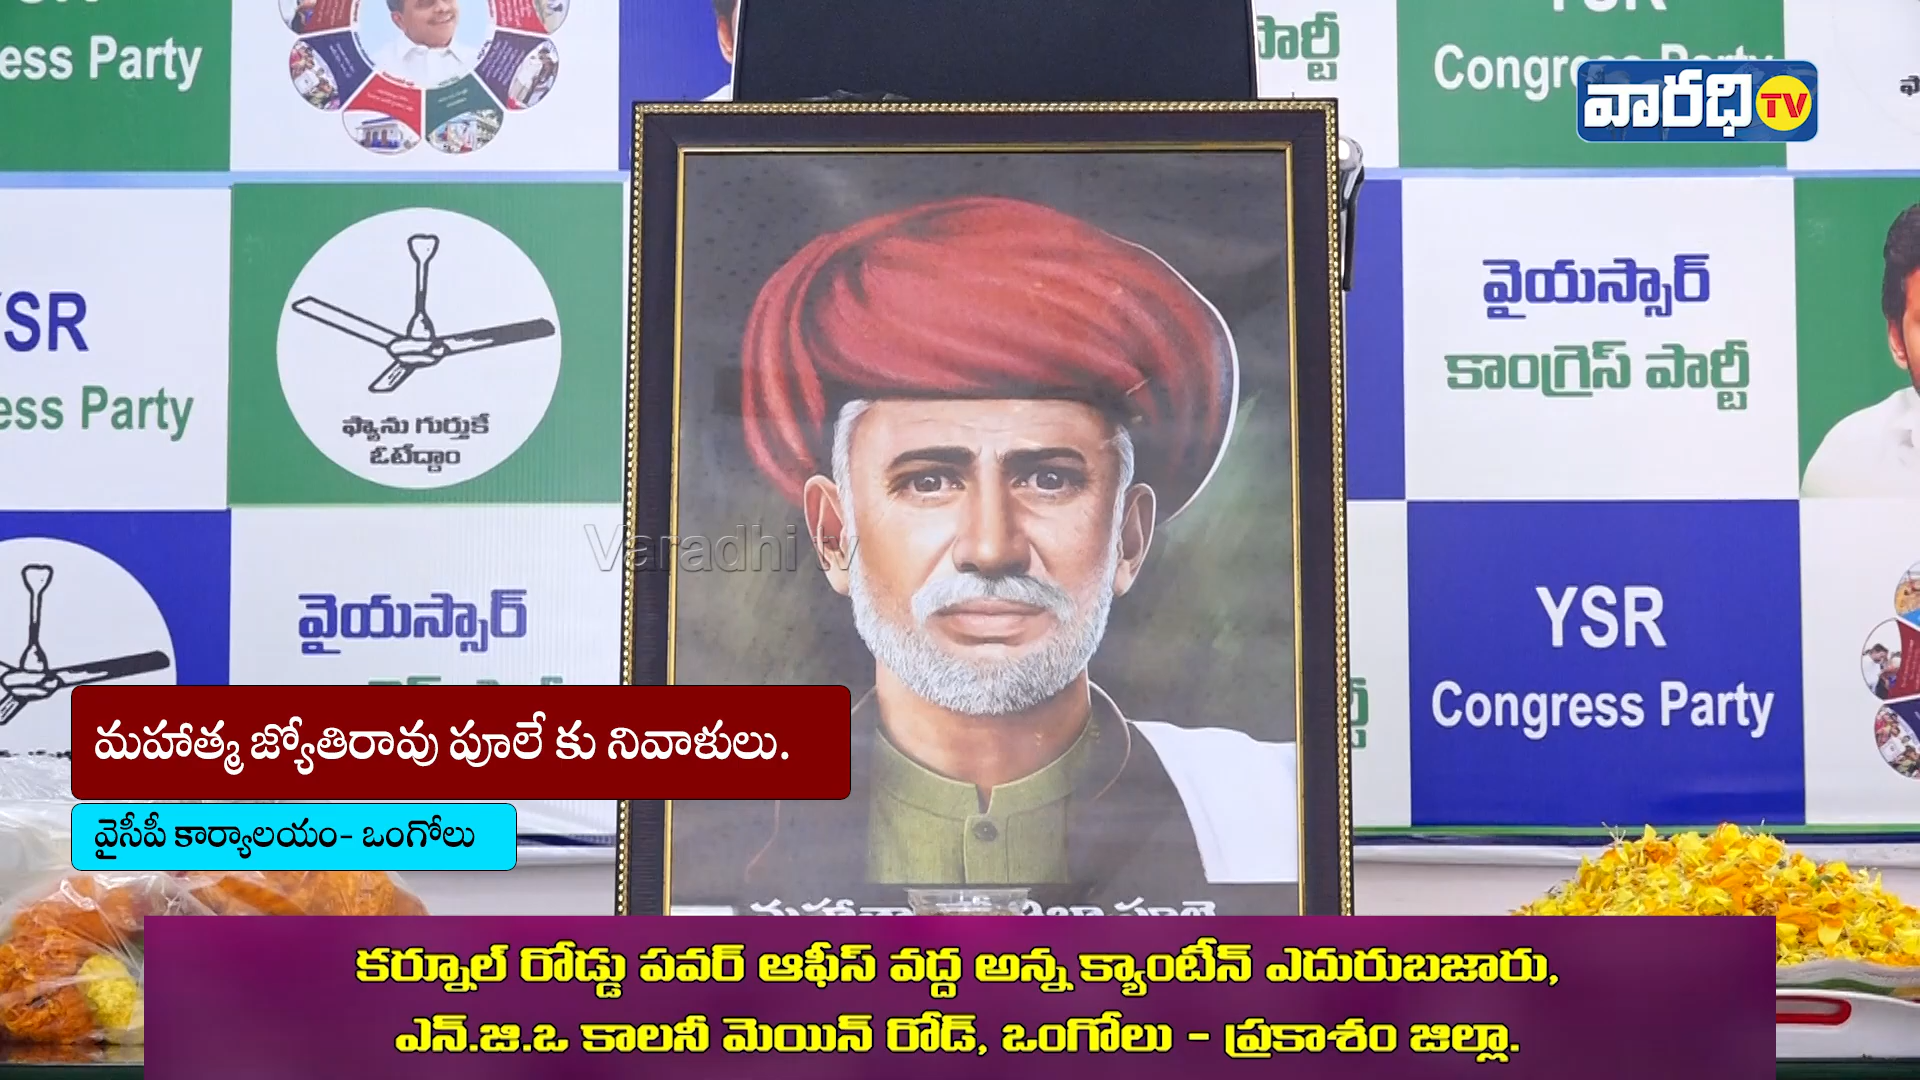 ess Party
YSR
Congress Party
పార్టీ
వారధి TV
YSR
ess Party
ఫ్యాను గుర్తుకే
ఓటేద్దాం
వైయస్సార్
కాంగ్రెస్ పార్టీ
Varadhi tv
వైయస్సార్
YSR
Congress Party
మహాత్మ జ్యోతిరావు పూలే కు నివాళులు.
వైసీపీ కార్యాలయం- ఒంగోలు
కర్నూల్ రోడ్డు పవర్ ఆఫీస్ వద్ద అన్న క్యాంటీన్ ఎదురుబజారు,
ఎన్.జి.ఒ కాలనీ మెయిన్ రోడ్, ఒంగోలు - ప్రకాశం జిల్లా.